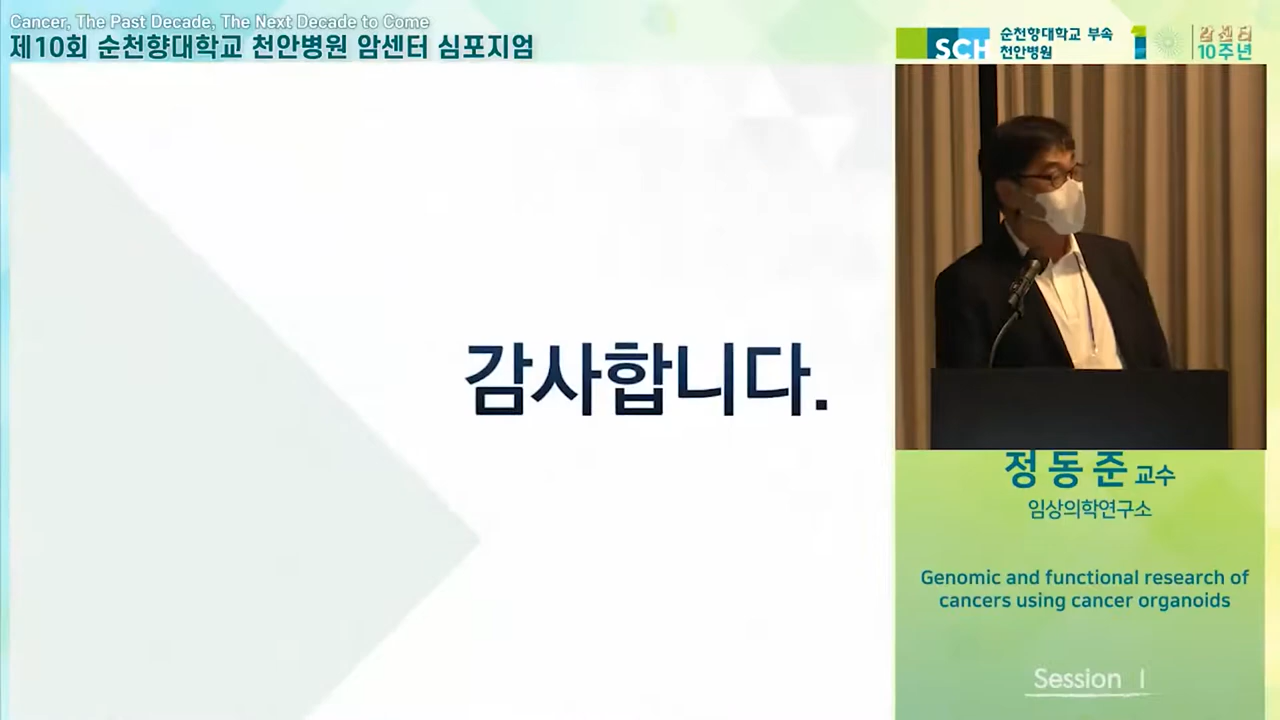 Cancer, The Past Decade, The Next Decade to Come
제10회 순천향대학교 천안병원 암센터 심포지엄
SCH
순천향대학교 부속
천안병원
1
암센터
10주년
감사합니다.
정동준 교수
임상의학연구소
Genomic and functional research of
cancers using cancer organoids
Session I